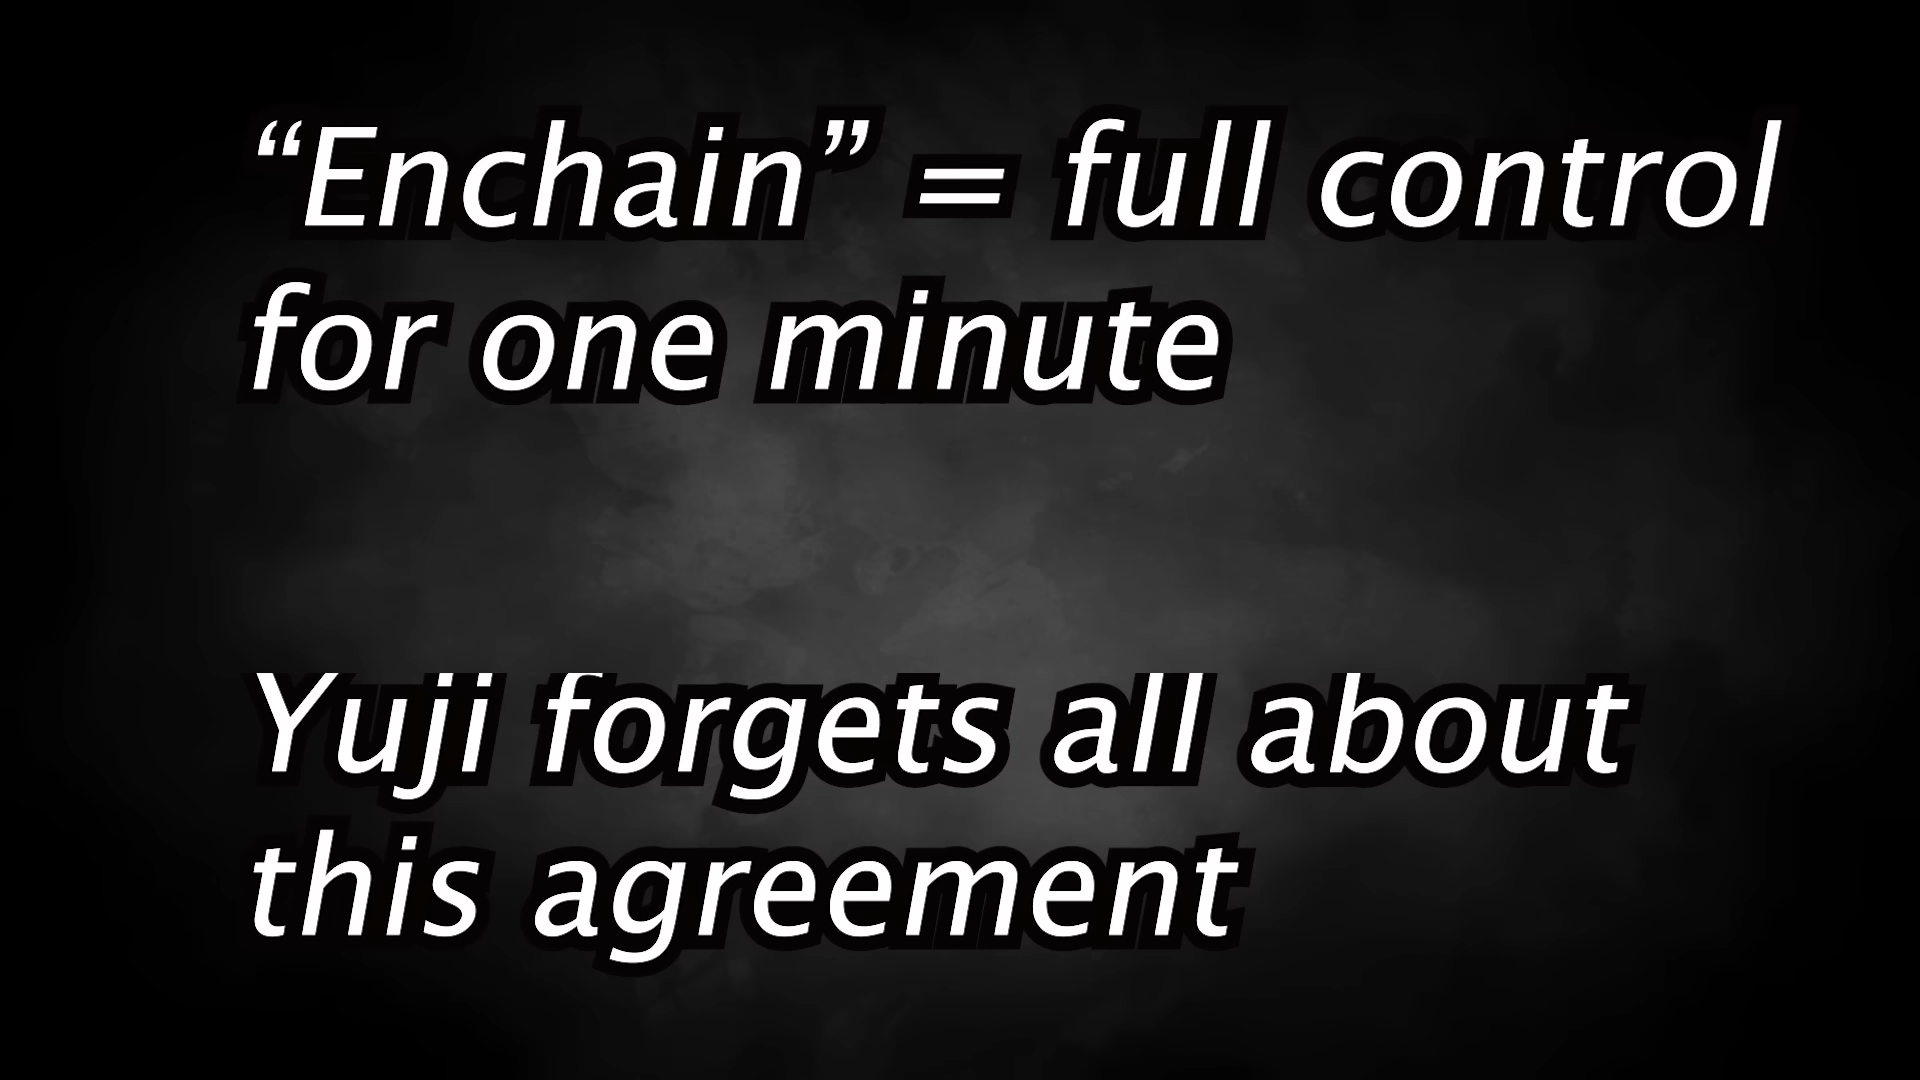 “Enchain” = full control
for one minute
Yuji forgets all about
this agreement